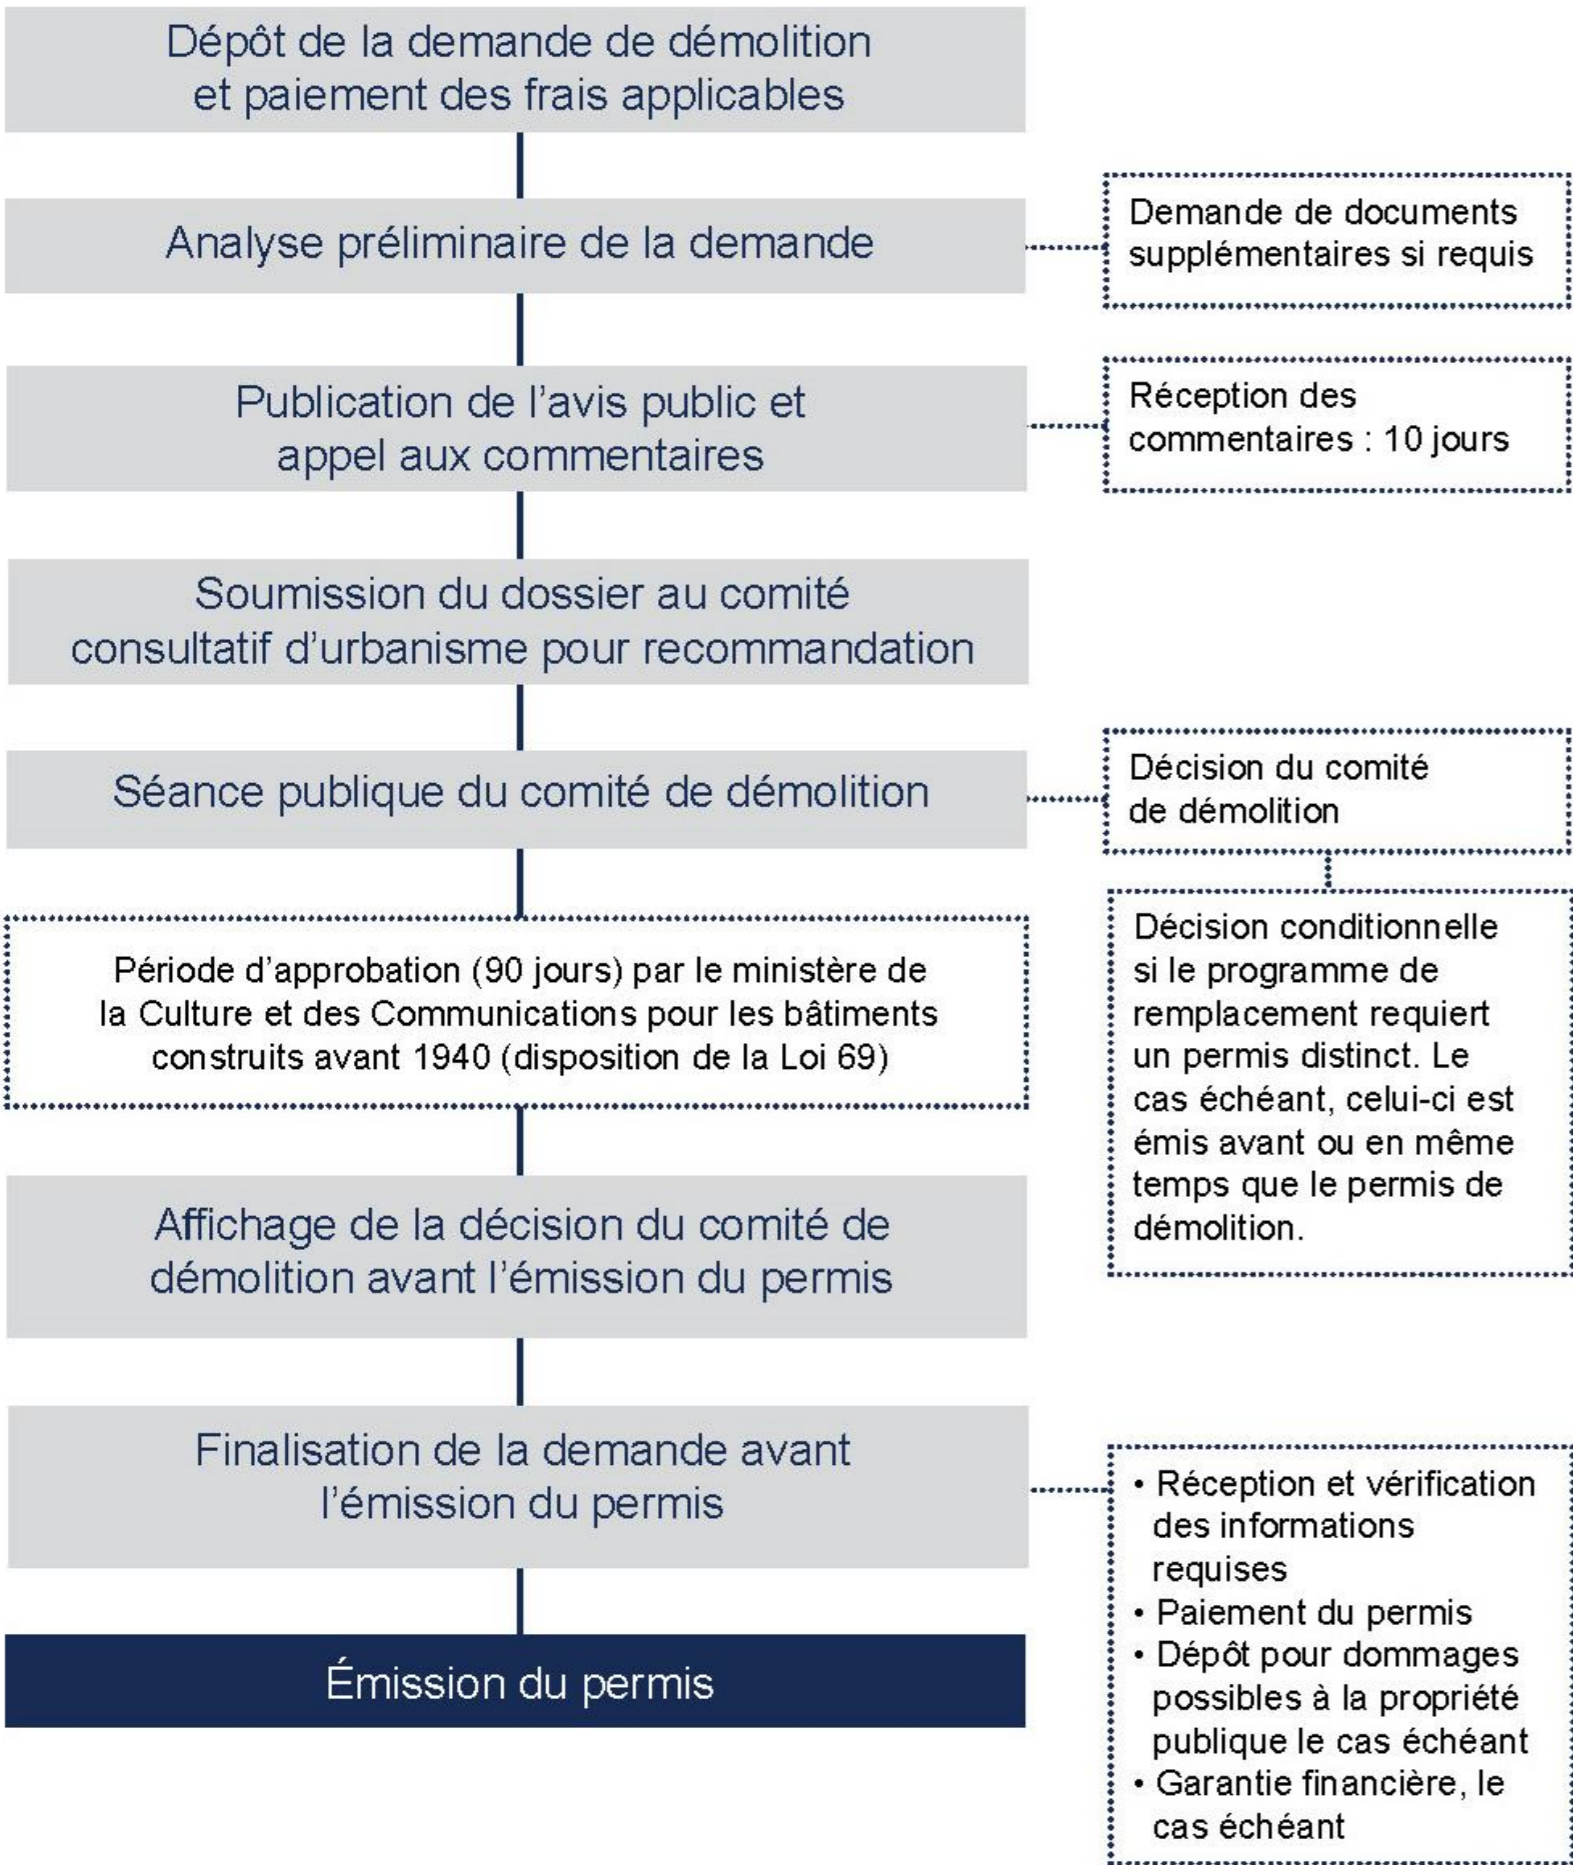 Dépôt de la demande de démolition
et paiement des frais applicables
Analyse préliminaire de la demande
Demande de documents
supplémentaires si requis
Publication de l'avis public et
appel aux commentaires
Réception des
commentaires : 10 jours
Soumission du dossier au comité
consultatif d'urbanisme pour recommandation
Séance publique du comité de démolition
Décision du comité
de démolition
Décision conditionnelle
si le programme de
remplacement requiert
un permis distinct. Le
cas échéant, celui-ci est
émis avant ou en même
temps que le permis de
démolition.
Période d'approbation (90 jours) par le ministère de
la Culture et des Communications pour les bâtiments
construits avant 1940 (disposition de la Loi 69)
Affichage de la décision du comité de
démolition avant l'émission du permis
Finalisation de la demande avant
l'émission du permis
• Réception et vérification
des informations
requises
• Paiement du permis
• Dépôt pour dommages
possibles à la propriété
publique le cas échéant
• Garantie financière, le
cas échéant
Émission du permis